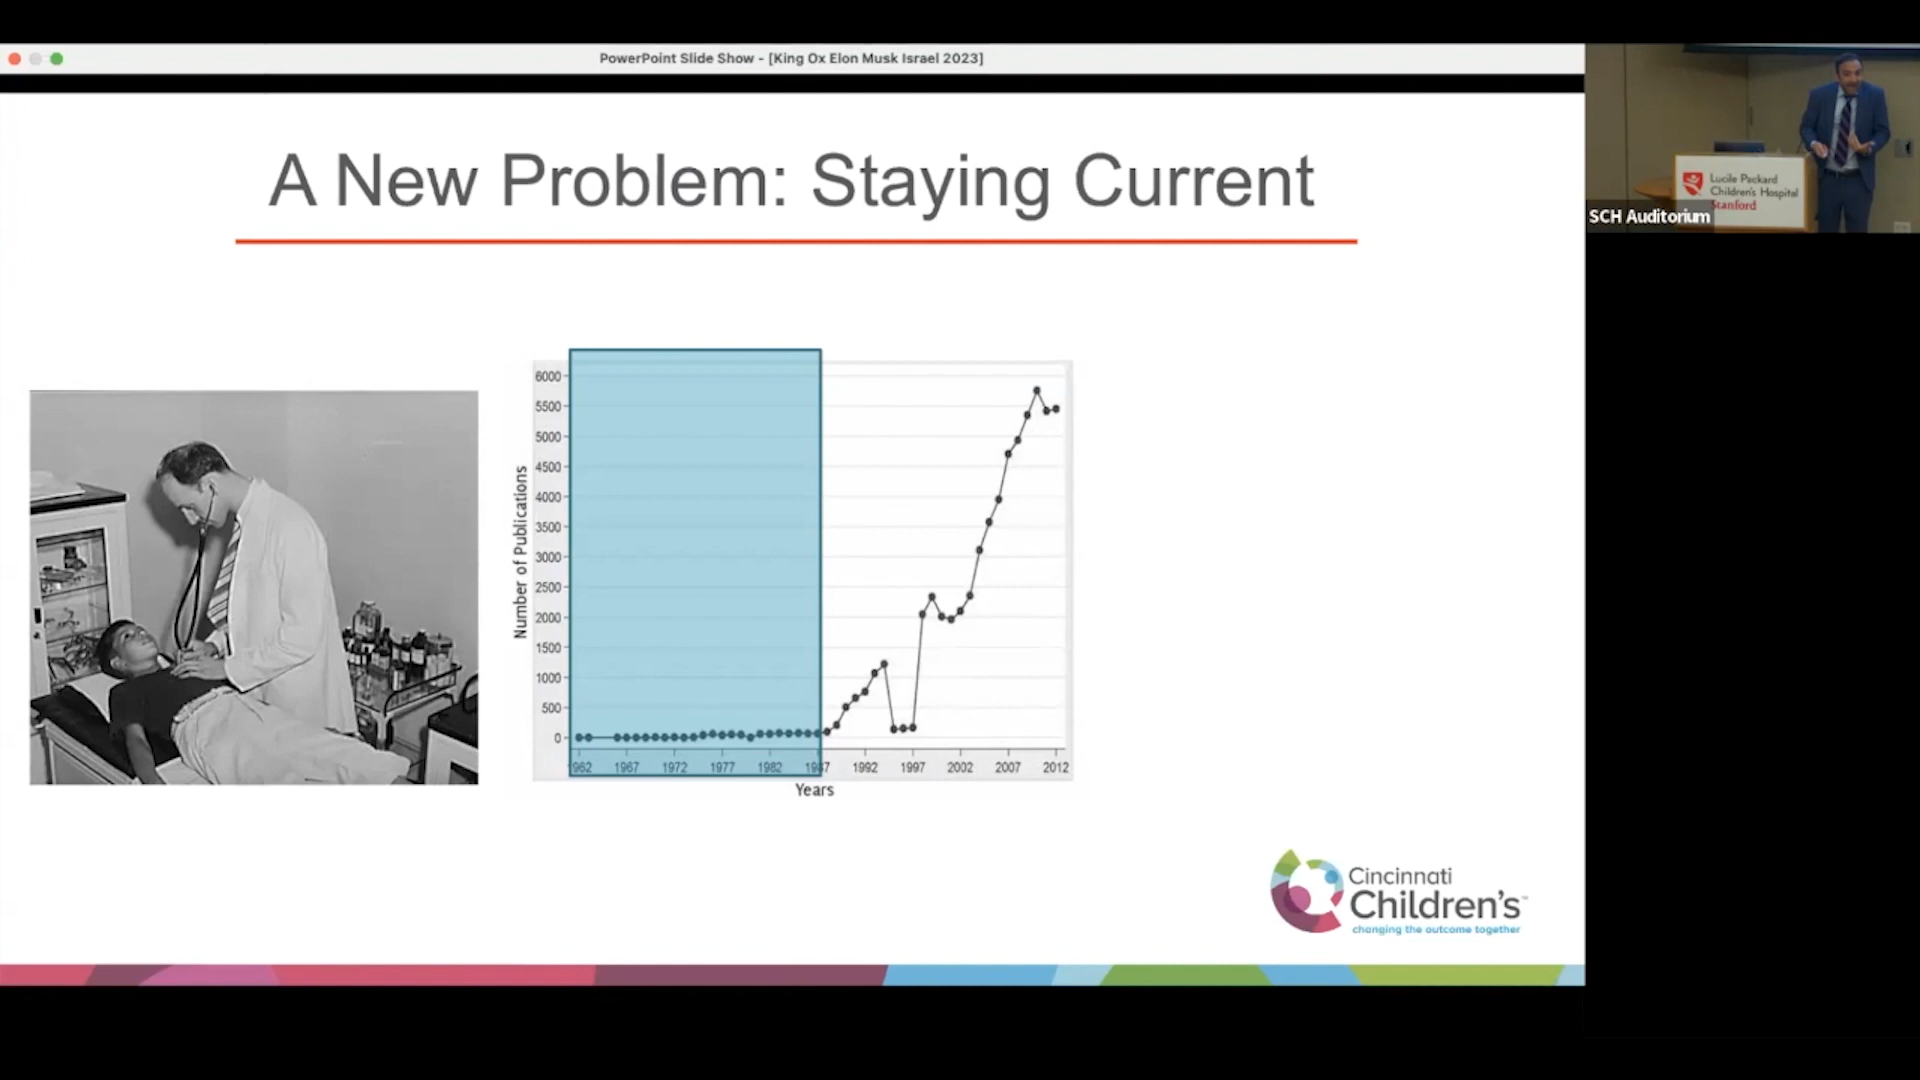 PowerPoint Slide Show - [King Ox Elon Musk Israel 2023]
A New Problem: Staying Current
Lucile Packard
Children's Hospital
Stanford
SCH Auditorium
Number of Publications
6000
5500
5000
4500
4000
3500
3000
2500
2000
1500
1000
500
0
1962 1967 1972 1977 1982 1987 1992 1997 2002 2007 2012
Years
Cincinnati
Children's™
changing the outcome together